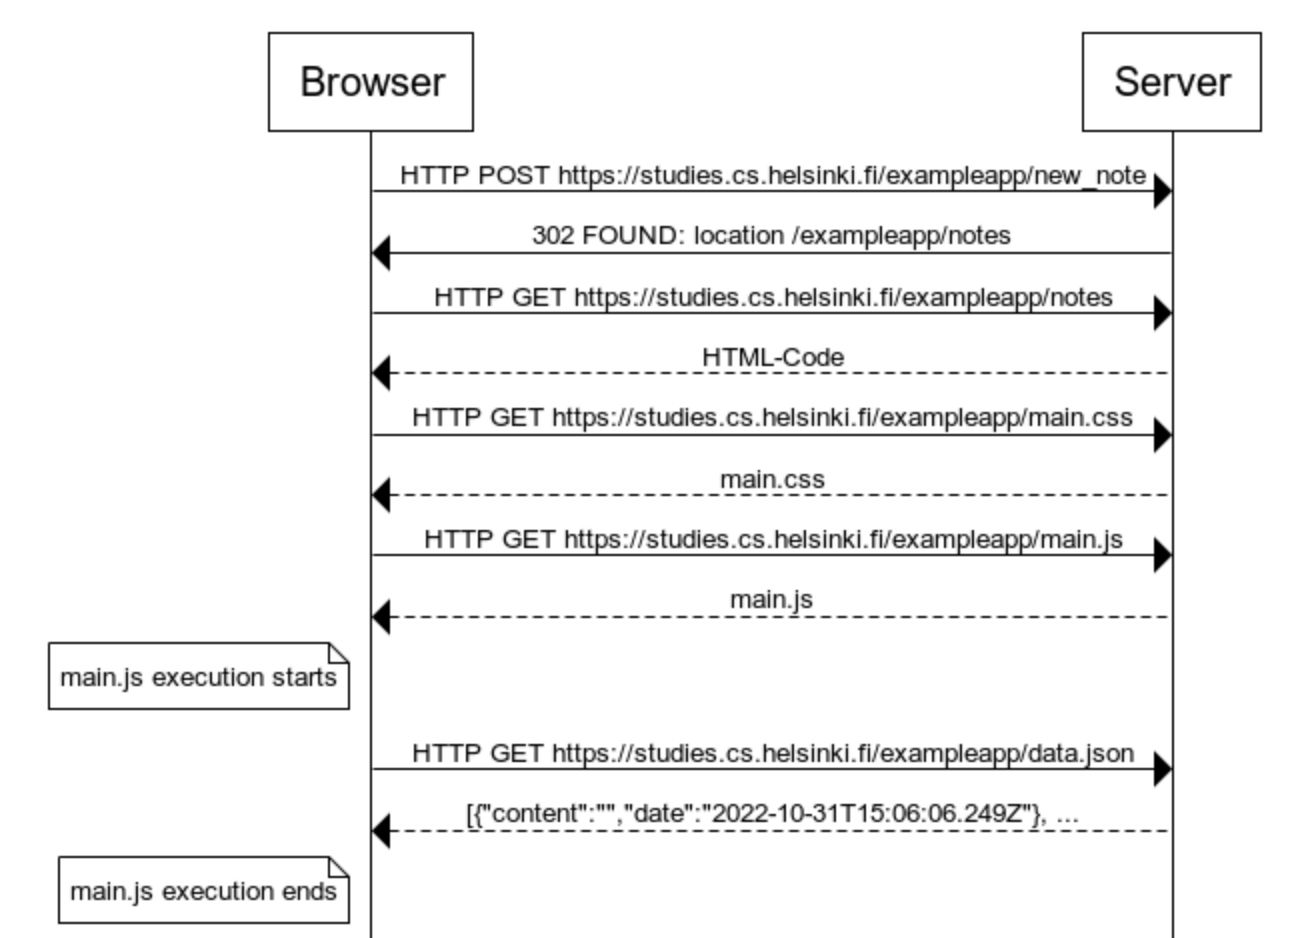 Browser
Server
HTTP POST https://studies.cs.helsinki.fi/exampleapp/new_note
302 FOUND: location /exampleapp/notes
HTTP GET https://studies.cs.helsinki.fi/exampleapp/notes
HTML-Code
HTTP GET https://studies.cs.helsinki.fi/exampleapp/main.css
main.css
HTTP GET https://studies.cs.helsinki.fi/exampleapp/main.js
main.js
main.js execution starts
HTTP GET https://studies.cs.helsinki.fi/exampleapp/data.json
[{"content":"","date":"2022-10-31T15:06:06.249Z"}, ...
main.js execution ends